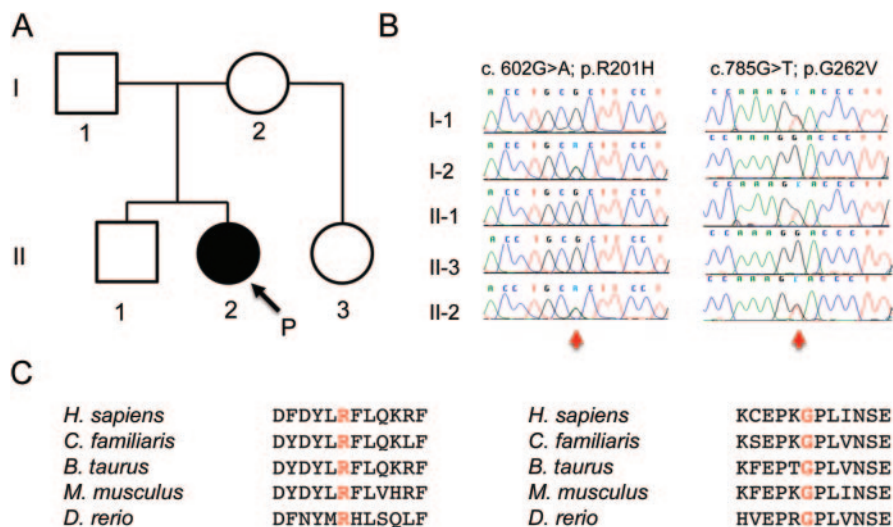 A
I
1
2
II
1
2
P
3
B
c. 602G>A; p.R201H
c.785G>T; p.G262V
I-1
I-2
II-1
II-3
II-2
C
H. sapiens DFDYLRFLQKRF
C. familiaris DYDYLRFLQKLF
B. taurus DYDYLRFLQKRF
M. musculus DYDYLRFLVHRF
D. rerio DFNYMRHLSQLF
H. sapiens KCEPKGPLINSE
C. familiaris KSEPKGPLVNSE
B. taurus KFEPTGPLVNSE
M. musculus KFEPKGPLVNSE
D. rerio HVEPRGPLVNSE